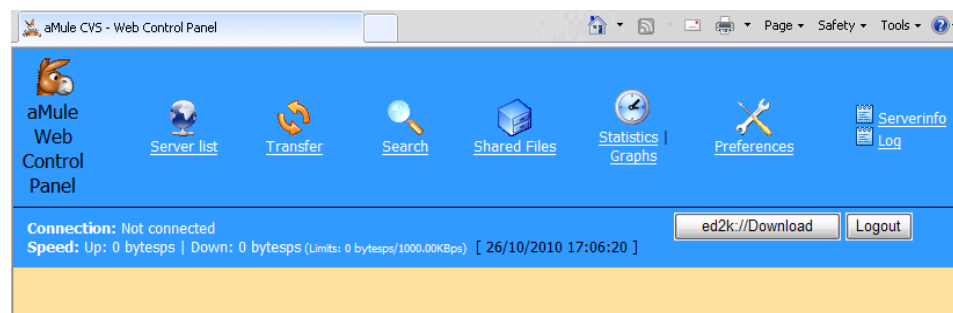 aMule CVS - Web Control Panel
Page Safety Tools
aMule
Web
Control
Panel
Server list
Transfer
Search
Shared Files
Statistics |
Graphs
Preferences
Serverinfo
Log
Connection: Not connected
Speed: Up: 0 bytesps | Down: 0 bytesps (Limits: 0 bytesps/1000.00KBps) [ 26/10/2010 17:06:20 ]
ed2k://Download
Logout